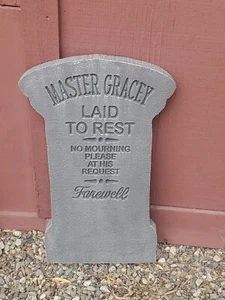 MASTER GRACEY
LAID
TO REST
NO MOURNING
PLEASE
AT HIS
REQUEST
Farewell